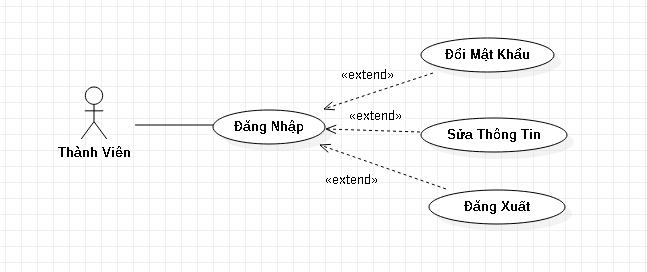 Đổi Mật Khẩu
«extend»
«extend»
Đăng Nhập
Sửa Thông Tin
Thành Viên
«extend»
Đăng Xuất